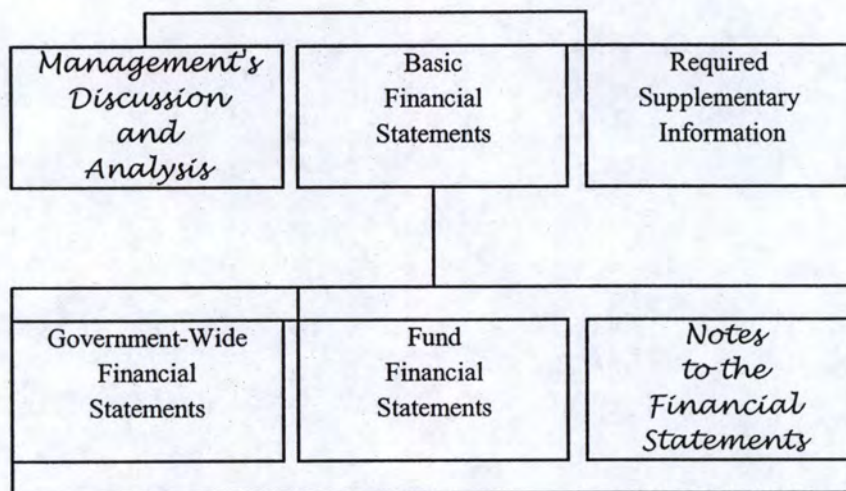 Management's
Discussion
and
Analysis
Basic
Financial
Statements
Required
Supplementary
Information
Government-Wide
Financial
Statements
Fund
Financial
Statements
Notes
to the
Financial
Statements